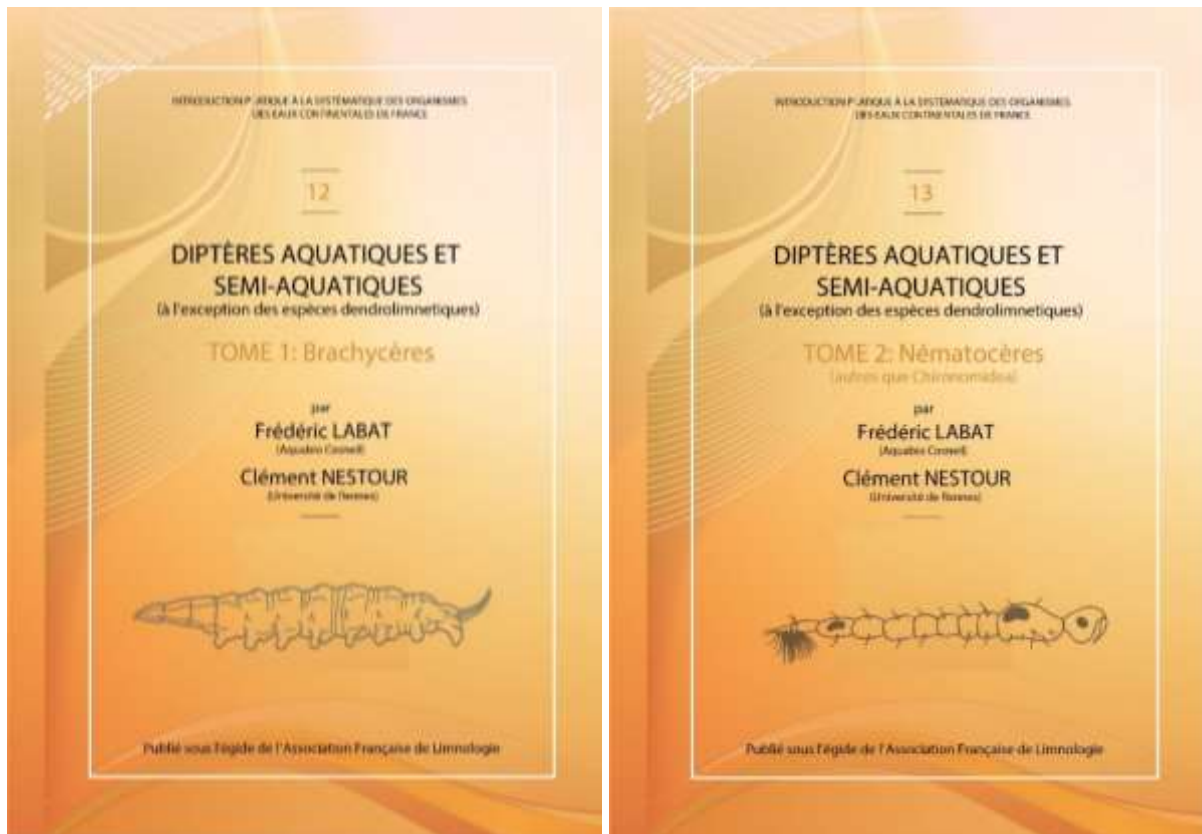 INTRODUCTION PRATIQUE À LA SYSTÉMATIQUE DES ORGANISMES
DES EAUX CONTINENTALES DE FRANCE
12
DIPTÈRES AQUATIQUES ET
SEMI-AQUATIQUES
(à l'exception des espèces dendrolimnetiques)
TOME 1: Brachycères
par
Frédéric LABAT
(Aquabio Conseil)
Clément NESTOUR
(Université de Rennes)
Publié sous l'égide de l'Association Française de Limnologie
INTRODUCTION PRATIQUE À LA SYSTÉMATIQUE DES ORGANISMES
DES EAUX CONTINENTALES DE FRANCE
13
DIPTÈRES AQUATIQUES ET
SEMI-AQUATIQUES
(à l'exception des espèces dendrolimnetiques)
TOME 2: Nématocères
(autres que Chironomidea)
par
Frédéric LABAT
(Aquabio Conseil)
Clément NESTOUR
(Université de Rennes)
Publié sous l'égide de l'Association Française de Limnologie